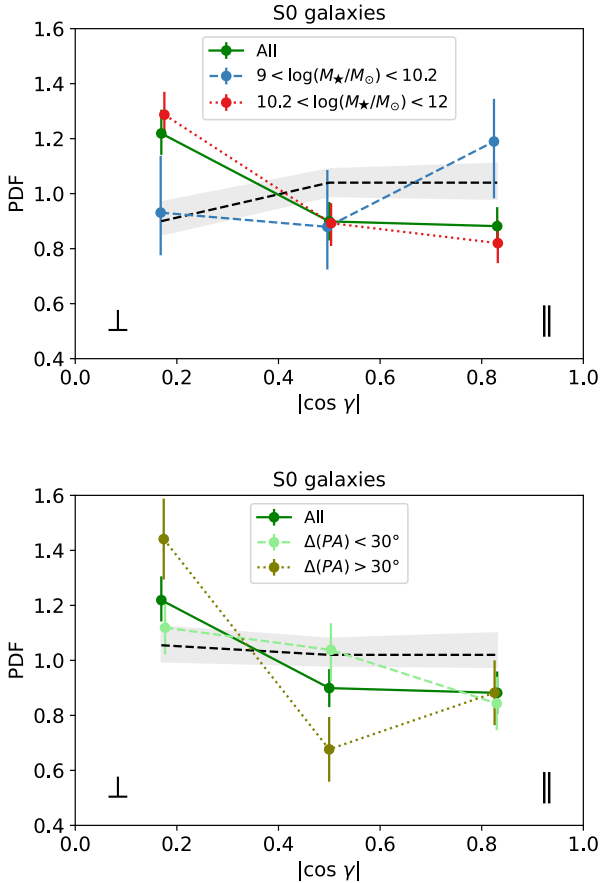 S0 galaxies
1.6
1.4
1.2
1.0
0.8
0.6
0.4
PDF
All
9 < log(M★/M⊙) < 10.2
10.2 < log(M★/M⊙) < 12
⊥
∥
0.0 0.2 0.4 0.6 0.8 1.0
|cos γ|
S0 galaxies
1.6
1.4
1.2
1.0
0.8
0.6
0.4
PDF
All
Δ(PA) < 30°
Δ(PA) > 30°
⊥
∥
0.0 0.2 0.4 0.6 0.8 1.0
|cos γ|